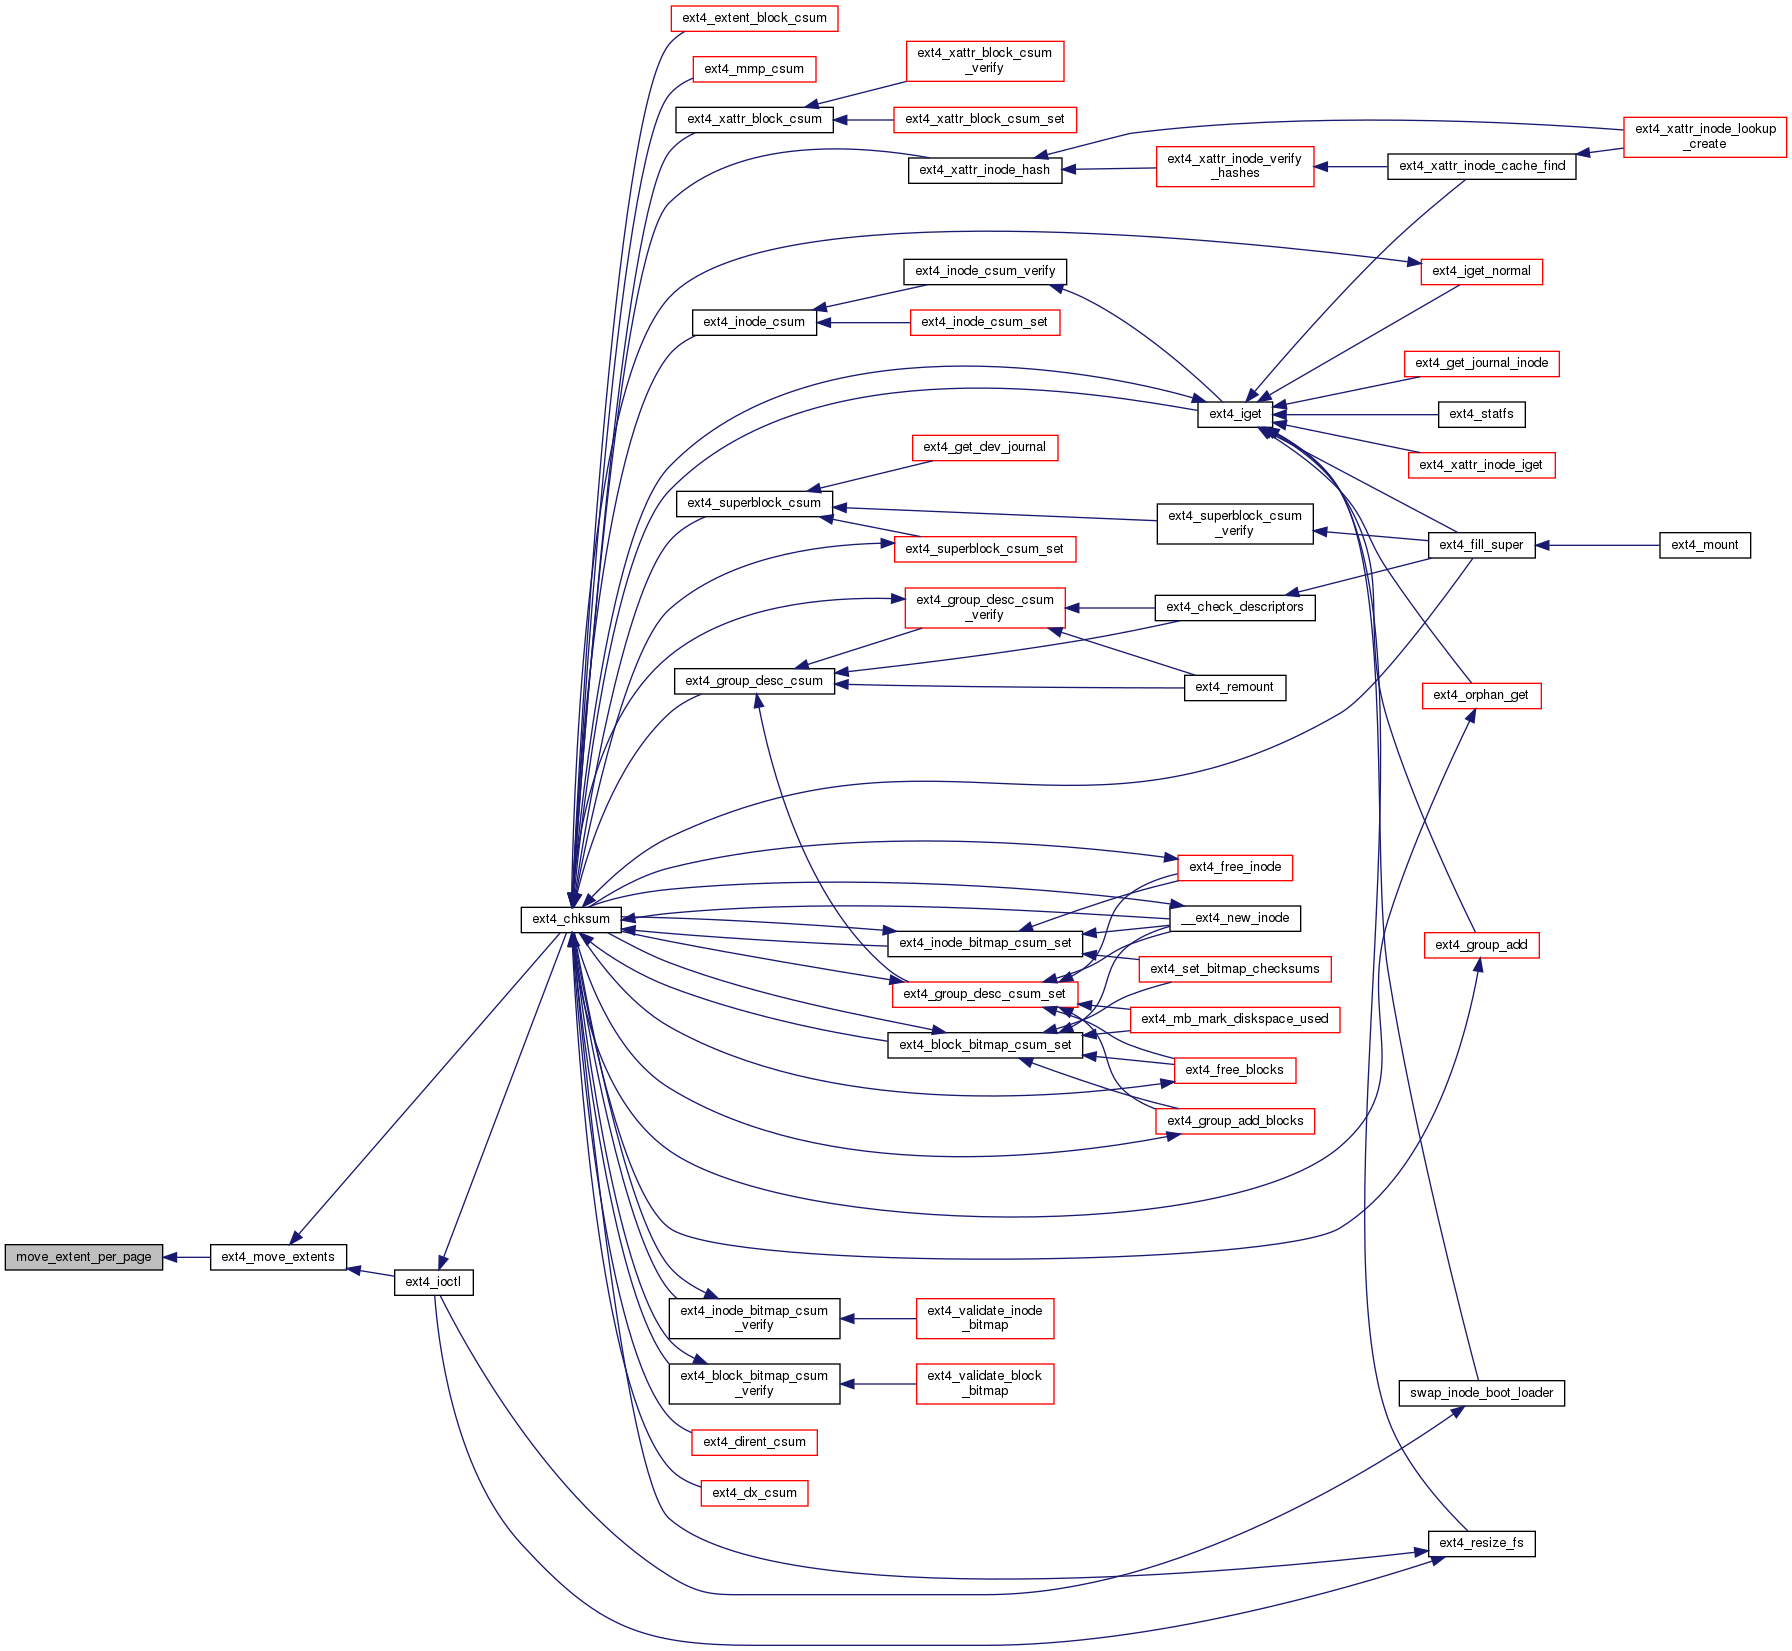 ext4_extent_block_csum
ext4_xattr_block_csum
_verify
ext4_mmp_csum
ext4_xattr_block_csum
ext4_xattr_block_csum_set
ext4_xattr_inode_lookup
_create
ext4_xattr_inode_hash
ext4_xattr_inode_verify
_hashes
ext4_xattr_inode_cache_find
ext4_inode_csum_verify
ext4_iget_normal
ext4_inode_csum
ext4_inode_csum_set
ext4_get_journal_inode
ext4_iget
ext4_statfs
ext4_get_dev_journal
ext4_xattr_inode_iget
ext4_superblock_csum
ext4_superblock_csum
_verify
ext4_superblock_csum_set
ext4_fill_super
ext4_mount
ext4_group_desc_csum
_verify
ext4_check_descriptors
ext4_group_desc_csum
ext4_remount
ext4_orphan_get
ext4_free_inode
ext4_chksum
__ext4_new_inode
ext4_inode_bitmap_csum_set
ext4_group_add
ext4_set_bitmap_checksums
ext4_group_desc_csum_set
ext4_mb_mark_diskspace_used
ext4_block_bitmap_csum_set
ext4_free_blocks
ext4_group_add_blocks
move_extent_per_page
ext4_move_extents
ext4_ioctl
ext4_inode_bitmap_csum
_verify
ext4_validate_inode
_bitmap
ext4_block_bitmap_csum
_verify
ext4_validate_block
_bitmap
swap_inode_boot_loader
ext4_dirent_csum
ext4_dx_csum
ext4_resize_fs